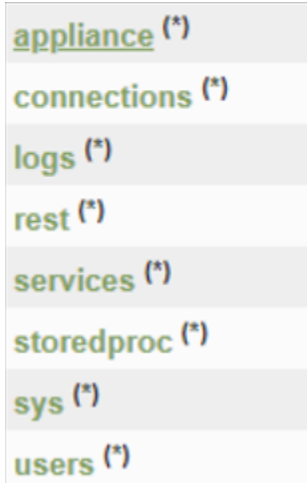 appliance (*)
connections (*)
logs (*)
rest (*)
services (*)
storedproc (*)
sys (*)
users (*)